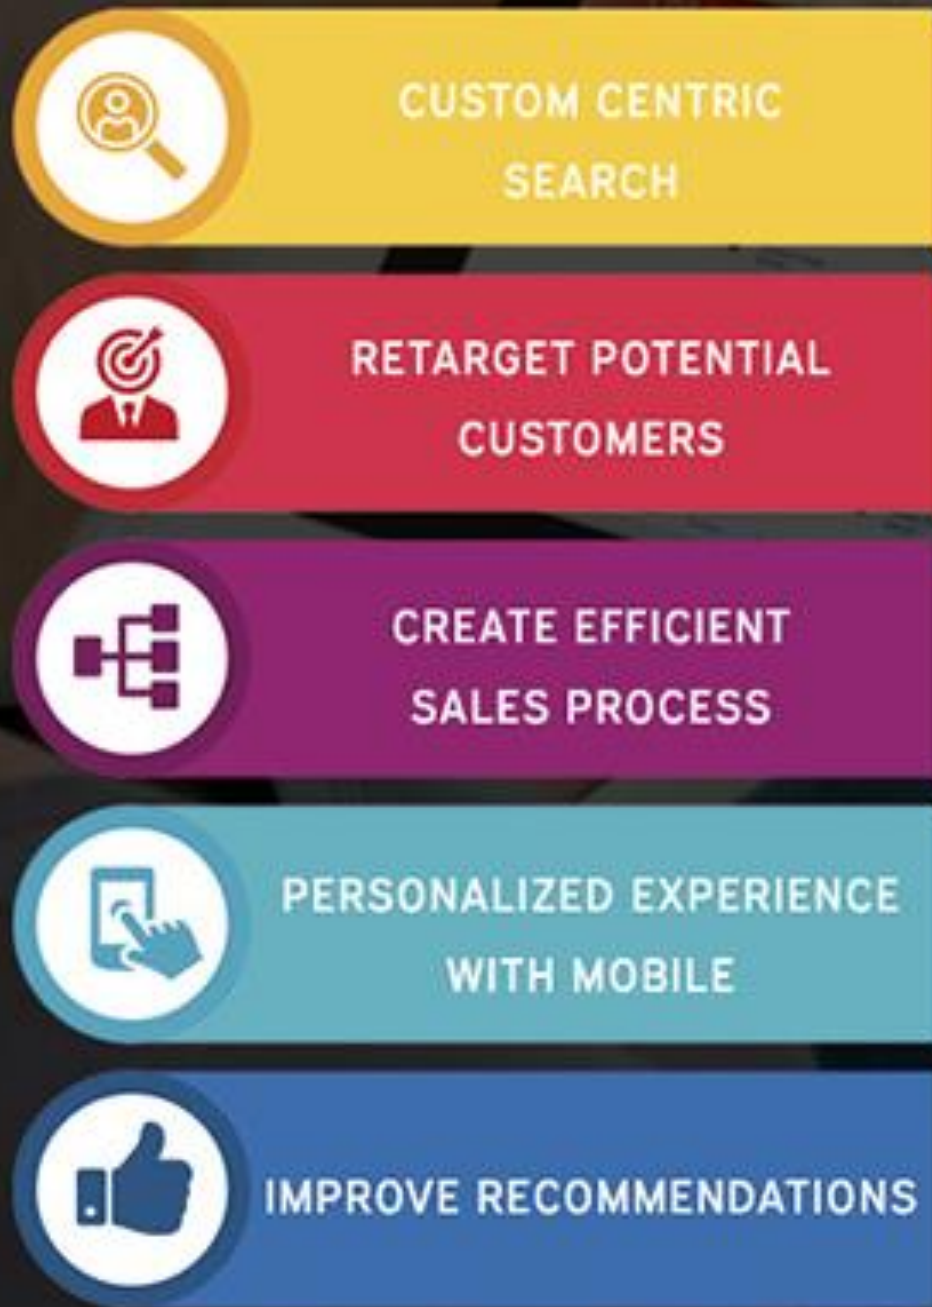 CUSTOM CENTRIC
SEARCH
RETARGET POTENTIAL
CUSTOMERS
CREATE EFFICIENT
SALES PROCESS
PERSONALIZED EXPERIENCE
WITH MOBILE
IMPROVE RECOMMENDATIONS